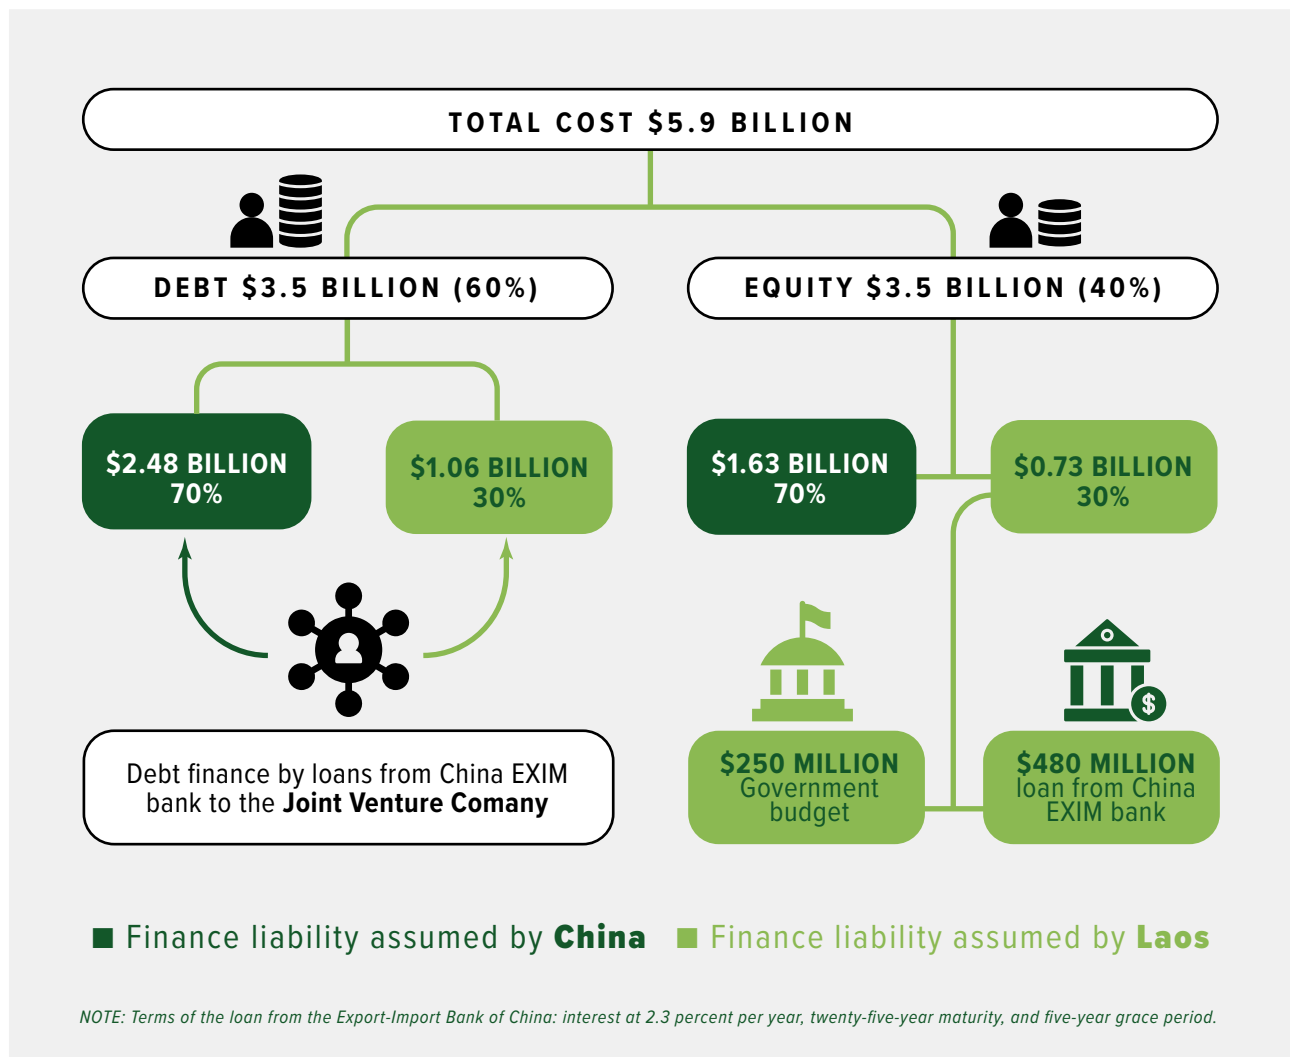 TOTAL COST $5.9 BILLION
DEBT $3.5 BILLION (60%)
EQUITY $3.5 BILLION (40%)
$2.48 BILLION
70%
$1.06 BILLION
30%
$1.63 BILLION
70%
$0.73 BILLION
30%
Debt finance by loans from China EXIM
bank to the Joint Venture Comany
$250 MILLION
Government
budget
$480 MILLION
loan from China
EXIM bank
$
Finance liability assumed by China
Finance liability assumed by Laos
NOTE: Terms of the loan from the Export-Import Bank of China: interest at 2.3 percent per year, twenty-five-year maturity, and five-year grace period.